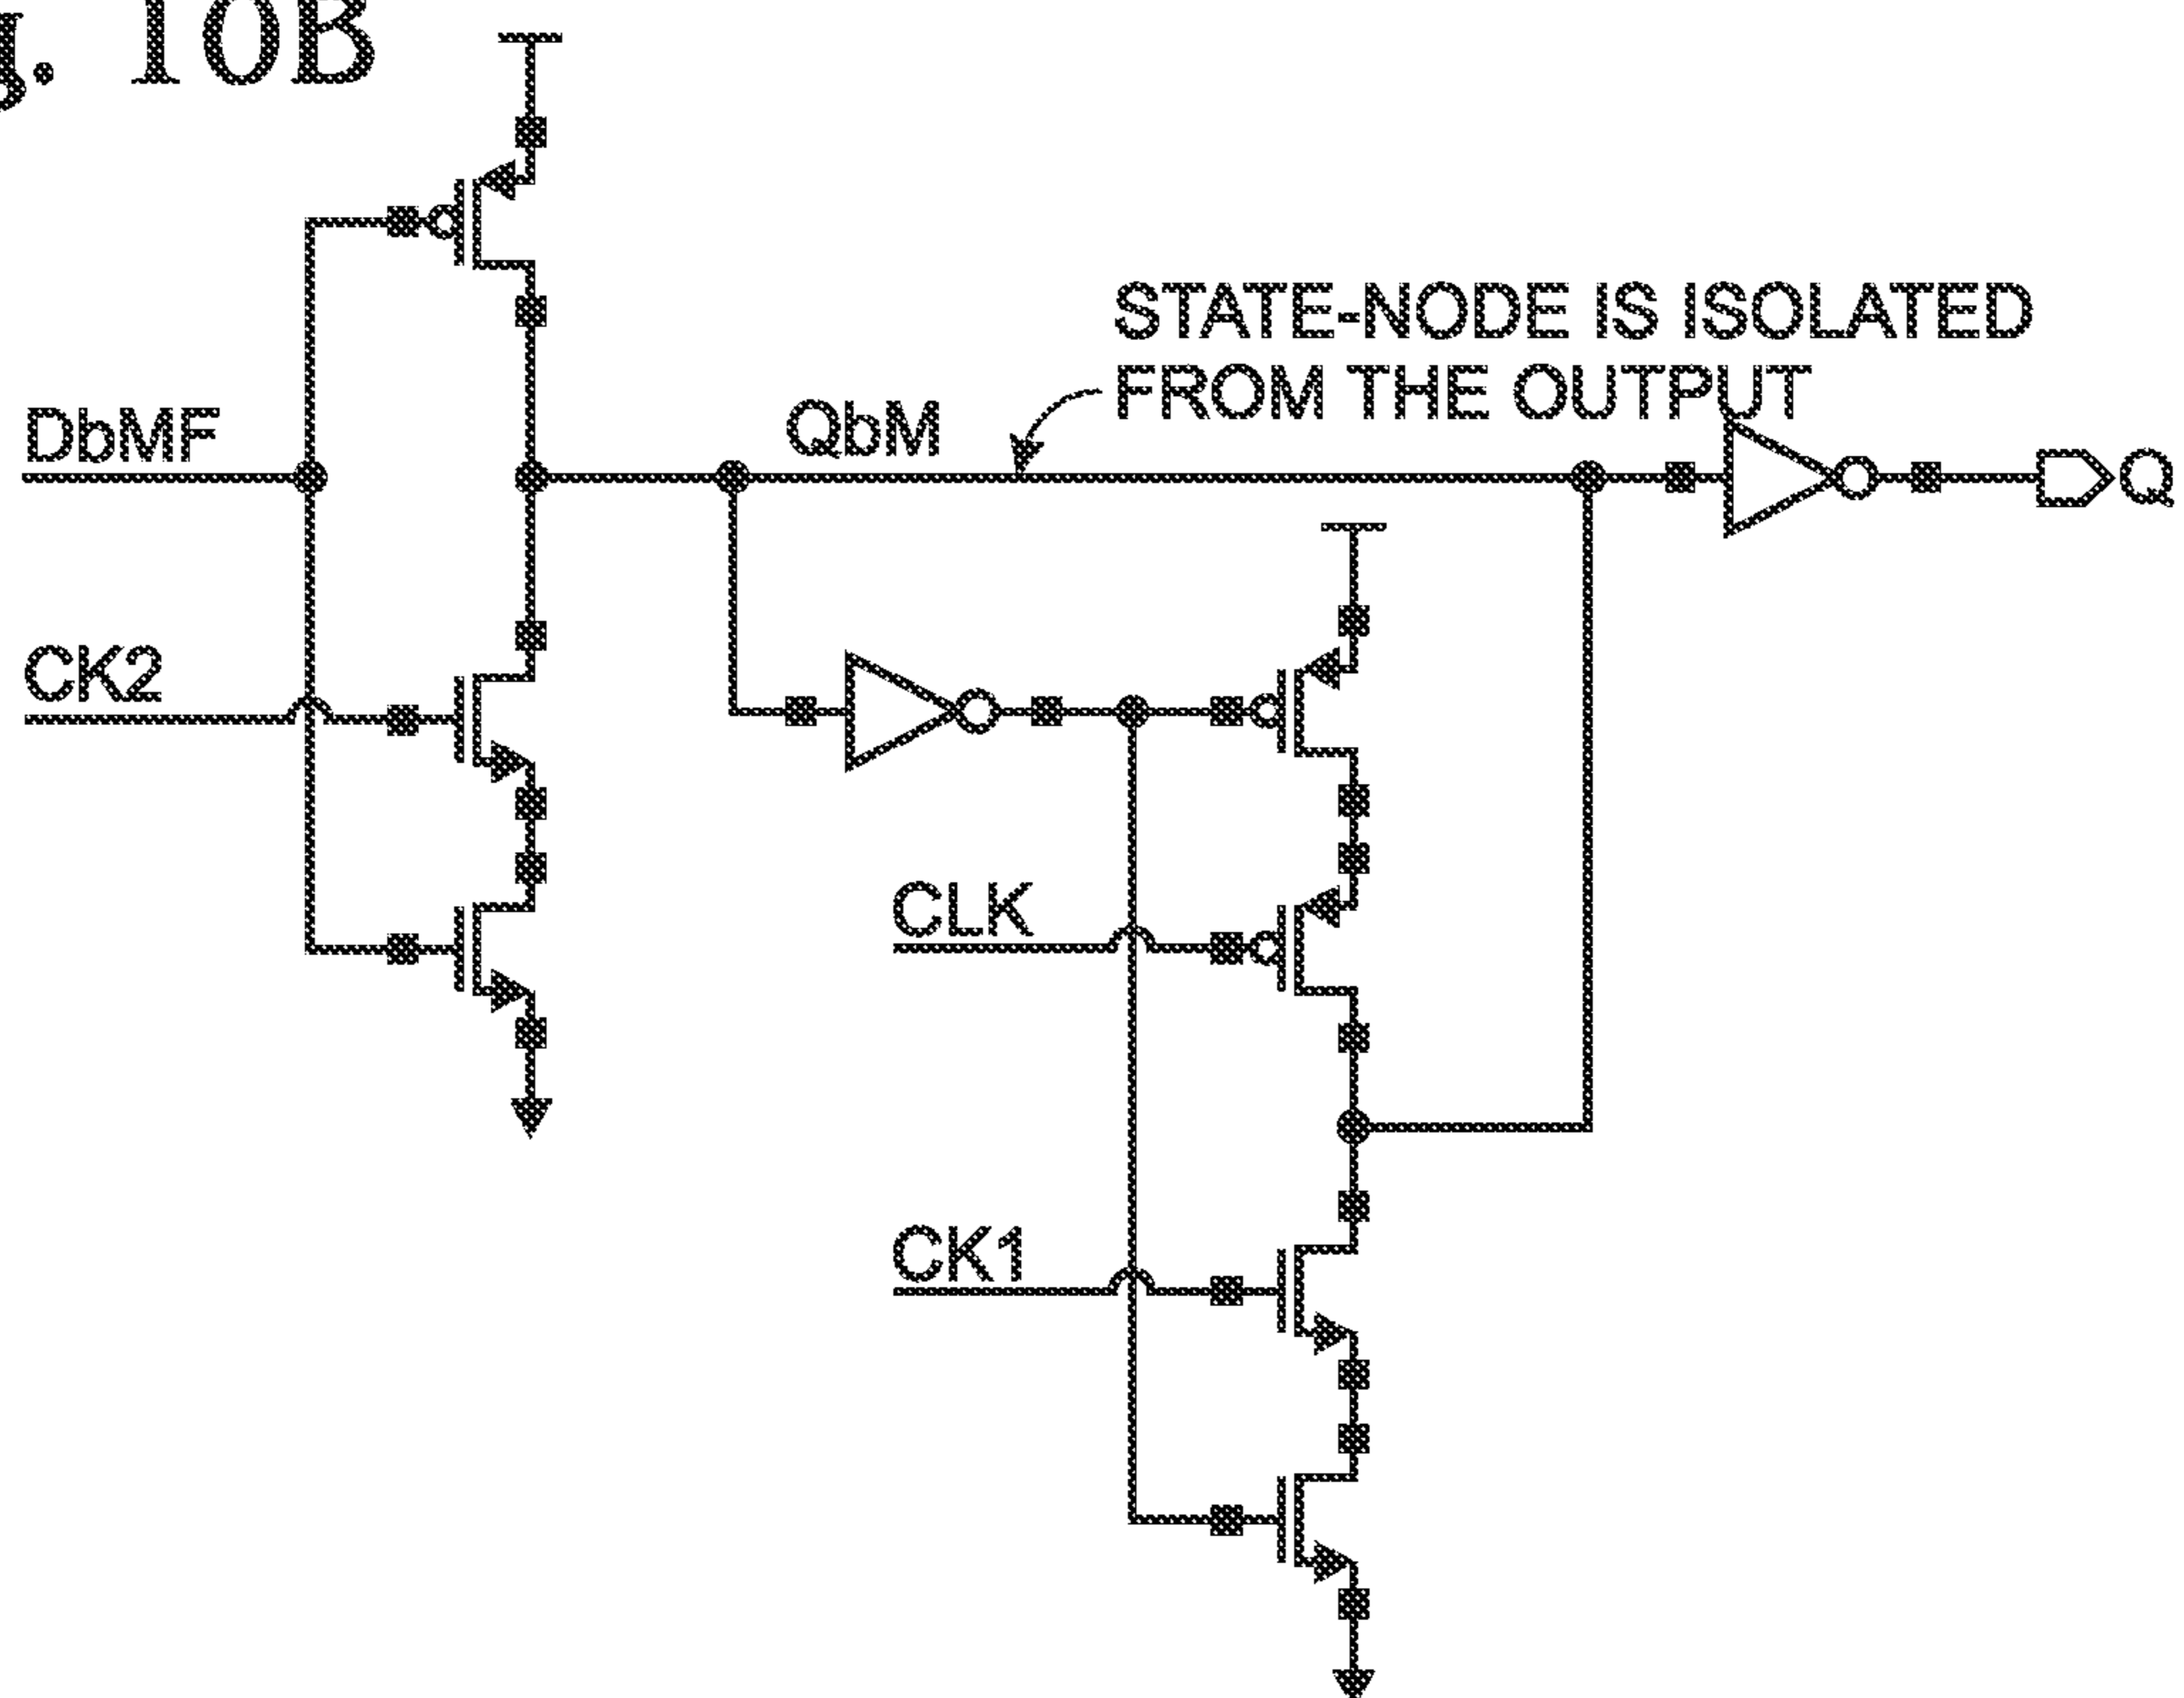 g. 10B
STATE-NODE IS ISOLATED
FROM THE OUTPUT
DbMF
QbM
Q
CK2
CLK
CK1